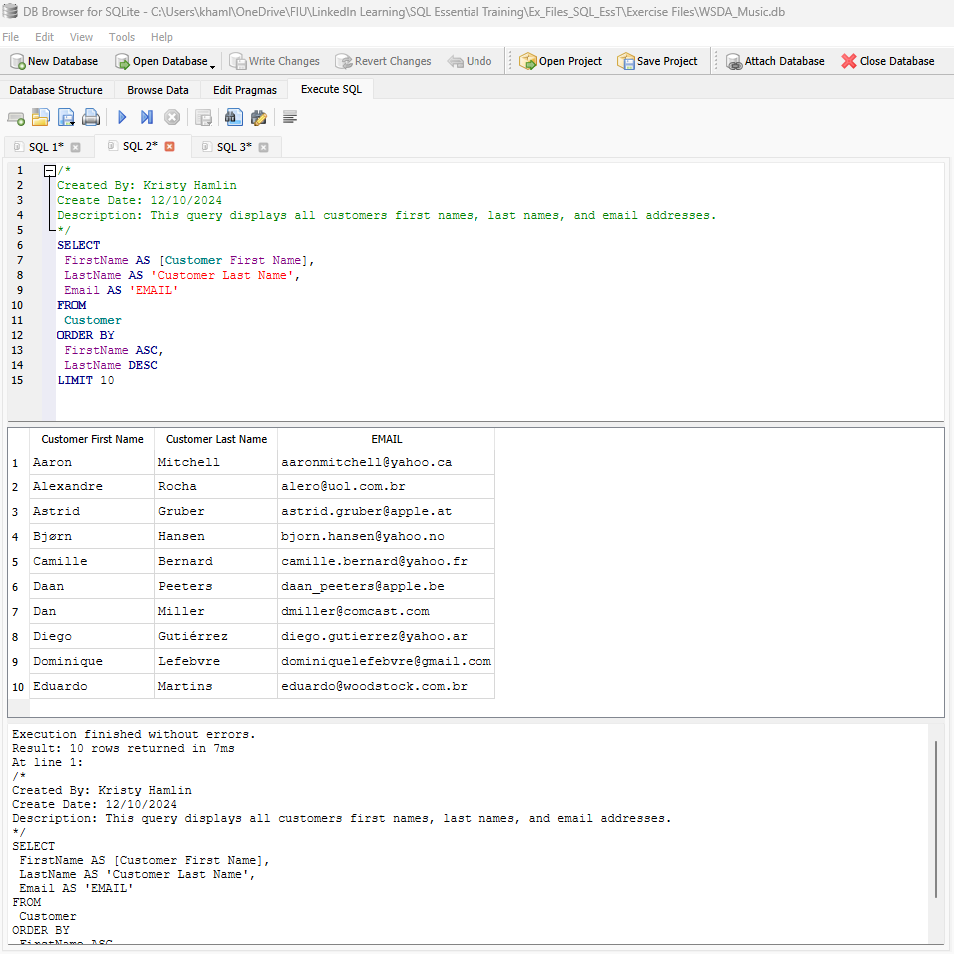 DB Browser for SQLite - C:\Users\khaml\OneDrive\FIU\LinkedIn Learning\SQL Essential Training\Ex_Files_SQL_EssT\Exercise Files\WSDA_Music.db
File Edit View Tools Help
New Database Open Database Write Changes Revert Changes Undo Open Project Save Project Attach Database Close Database
Database Structure Browse Data Edit Pragmas Execute SQL
SQL 1* SQL 2* SQL 3*
1 /*
2 Created By: Kristy Hamlin
3 Create Date: 12/10/2024
4 Description: This query displays all customers first names, last names, and email addresses.
5 */
6 SELECT
7 FirstName AS [Customer First Name],
8 LastName AS 'Customer Last Name',
9 Email AS 'EMAIL'
10 FROM
11 Customer
12 ORDER BY
13 FirstName ASC,
14 LastName DESC
15 LIMIT 10
Customer First Name Customer Last Name EMAIL
1 Aaron Mitchell aaronmitchell@yahoo.ca
2 Alexandre Rocha alero@uol.com.br
3 Astrid Gruber astrid.gruber@apple.at
4 Bjørn Hansen bjorn.hansen@yahoo.no
5 Camille Bernard camille.bernard@yahoo.fr
6 Daan Peeters daan_peeters@apple.be
7 Dan Miller dmiller@comcast.com
8 Diego Gutiérrez diego.gutierrez@yahoo.ar
9 Dominique Lefebvre dominiquelefebvre@gmail.com
10 Eduardo Martins eduardo@woodstock.com.br
Execution finished without errors.
Result: 10 rows returned in 7ms
At line 1:
/*
Created By: Kristy Hamlin
Create Date: 12/10/2024
Description: This query displays all customers first names, last names, and email addresses.
*/
SELECT
FirstName AS [Customer First Name],
LastName AS 'Customer Last Name',
Email AS 'EMAIL'
FROM
Customer
ORDER BY
FirstName ASC